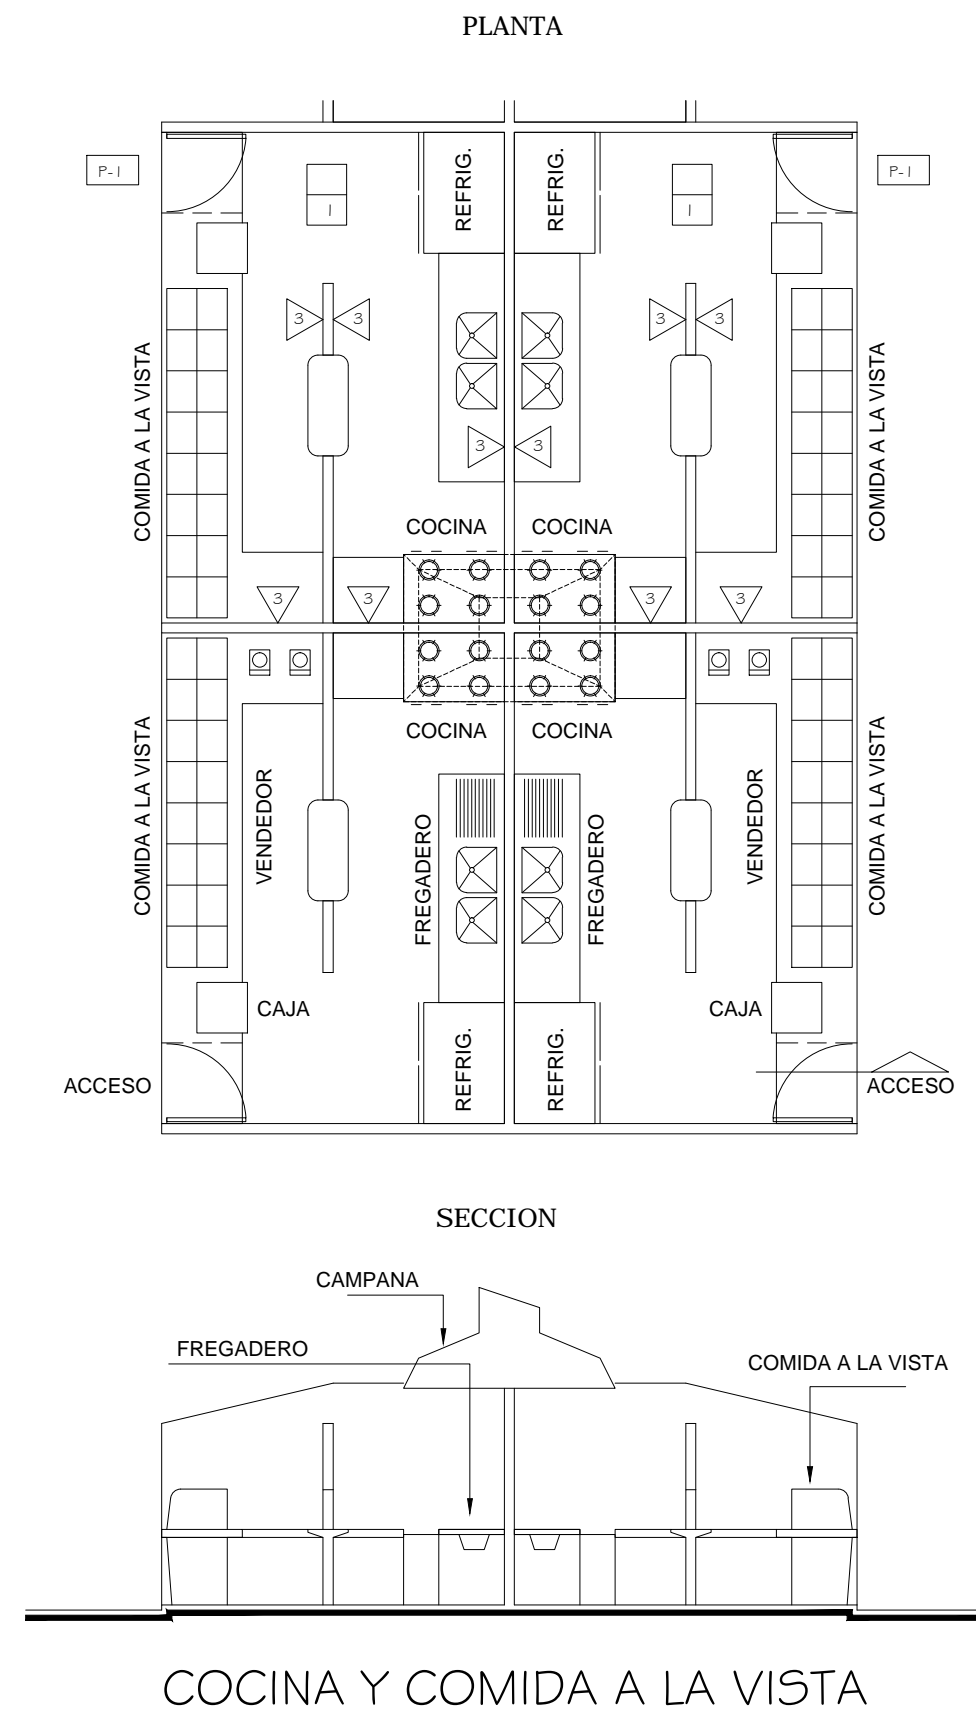 PLANTA
P-1
P-1
REFRIG.
REFRIG.
1
1
3
3
3
3
COMIDA A LA VISTA
COMIDA A LA VISTA
3
3
COCINA
COCINA
3
3
3
3
COCINA
COCINA
COMIDA A LA VISTA
VENDEDOR
FREGADERO
FREGADERO
VENDEDOR
COMIDA A LA VISTA
CAJA
CAJA
REFRIG.
REFRIG.
ACCESO
ACCESO
SECCION
CAMPANA
FREGADERO
COMIDA A LA VISTA
COCINA Y COMIDA A LA VISTA